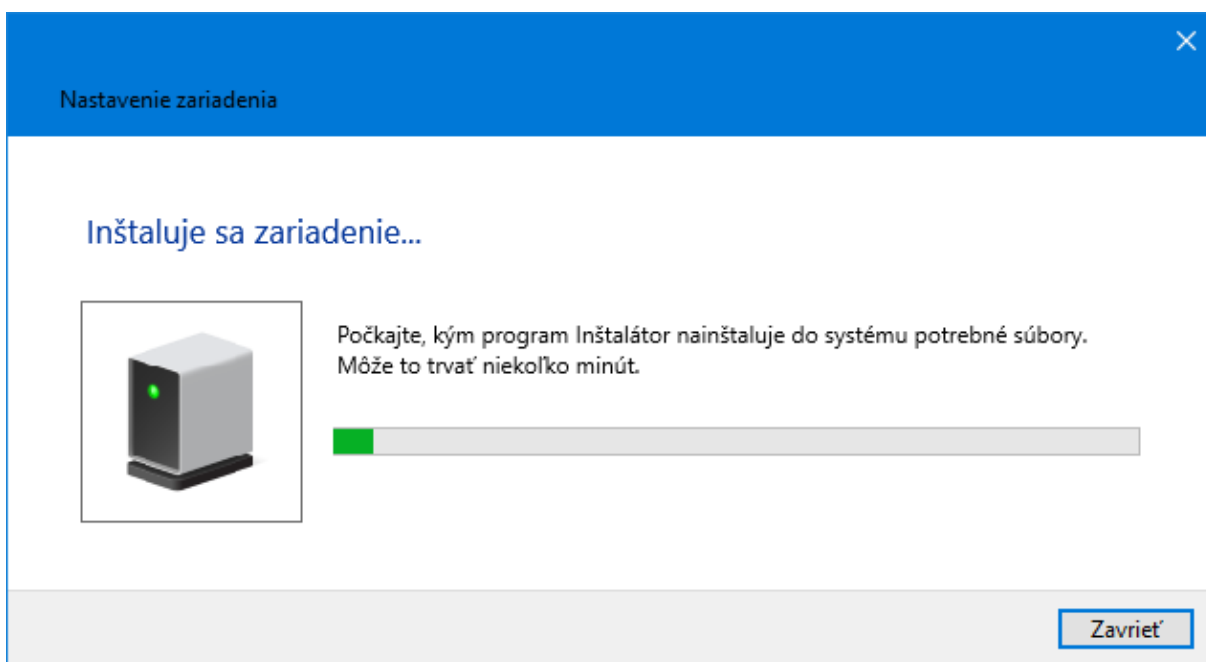 Nastavenie zariadenia
Inštaluje sa zariadenie...
Počkajte, kým program Inštalátor nainštaluje do systému potrebné súbory.
Môže to trvať niekoľko minút.
Zavrieť